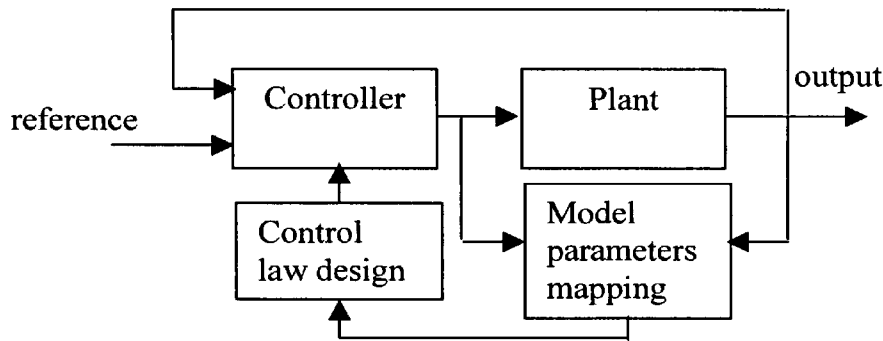 output
Controller
Plant
reference
Control
law design
Model
parameters
mapping